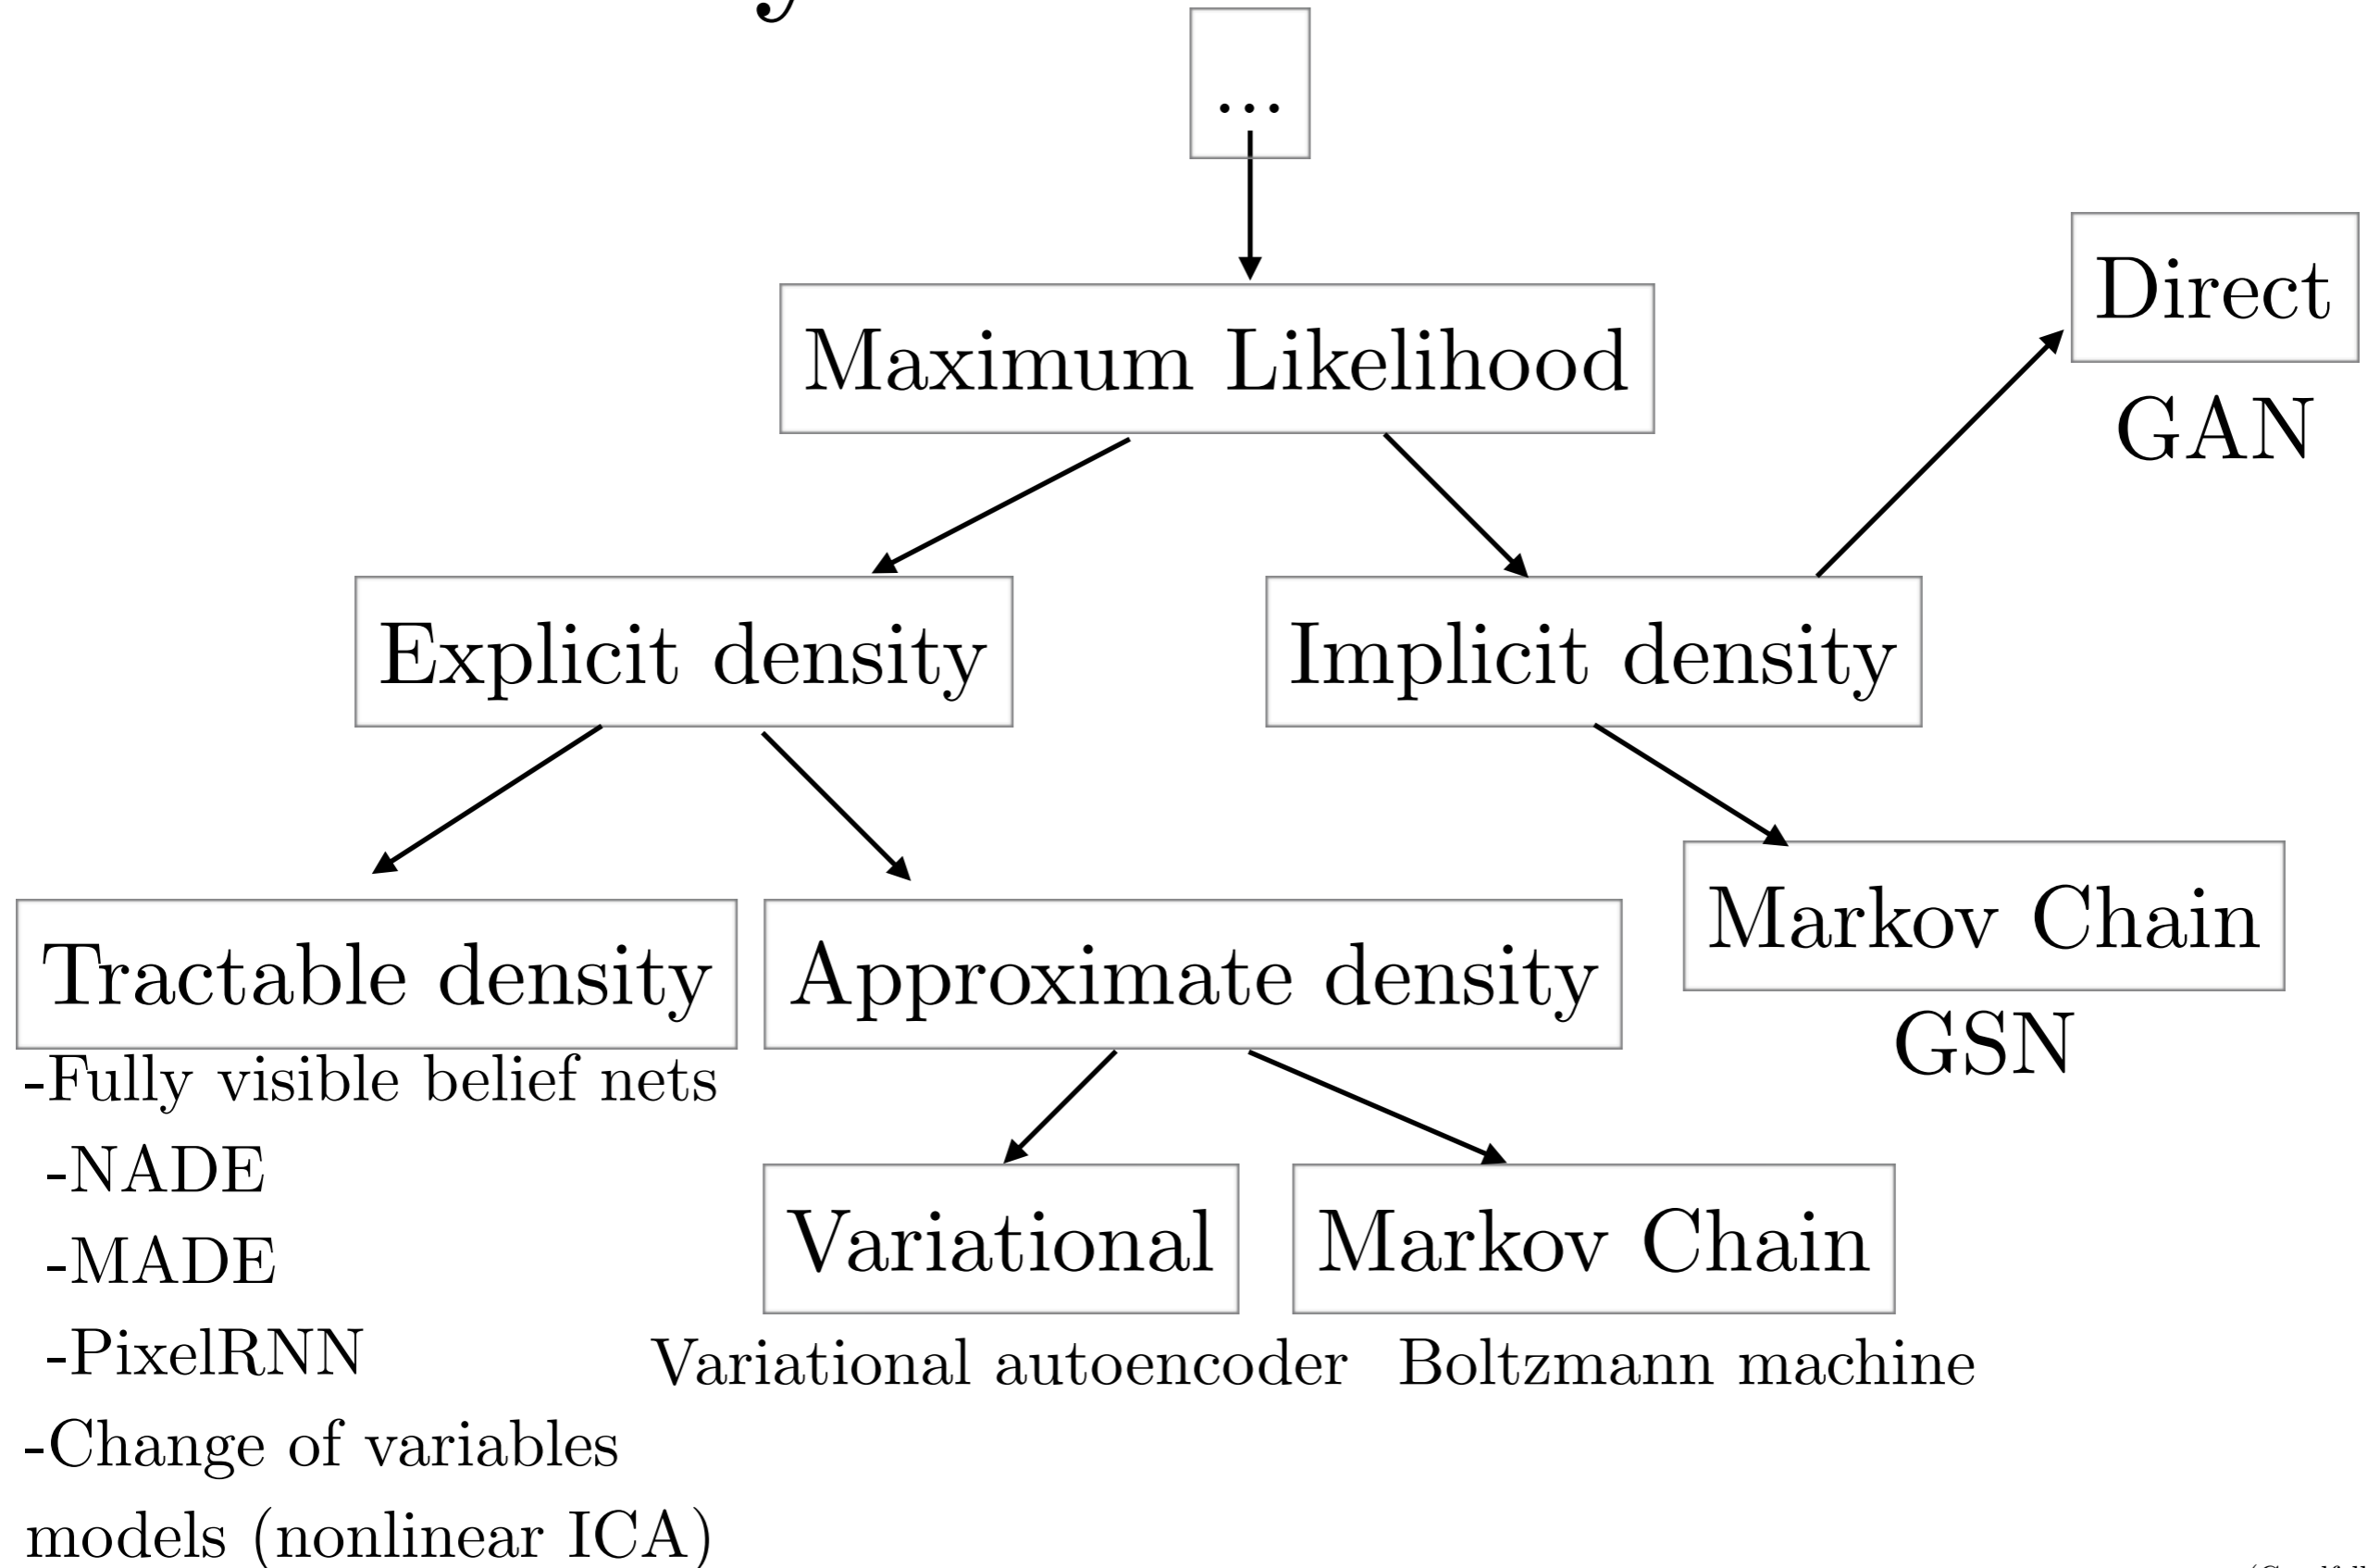 ...
Direct
Maximum Likelihood
GAN
Explicit density
Implicit density
Markov Chain
Tractable density
Approximate density
GSN
-Fully visible belief nets
-NADE
-MADE
-PixelRNN
-Change of variables
models (nonlinear ICA)
Variational
Markov Chain
Variational autoencoder
Boltzmann machine